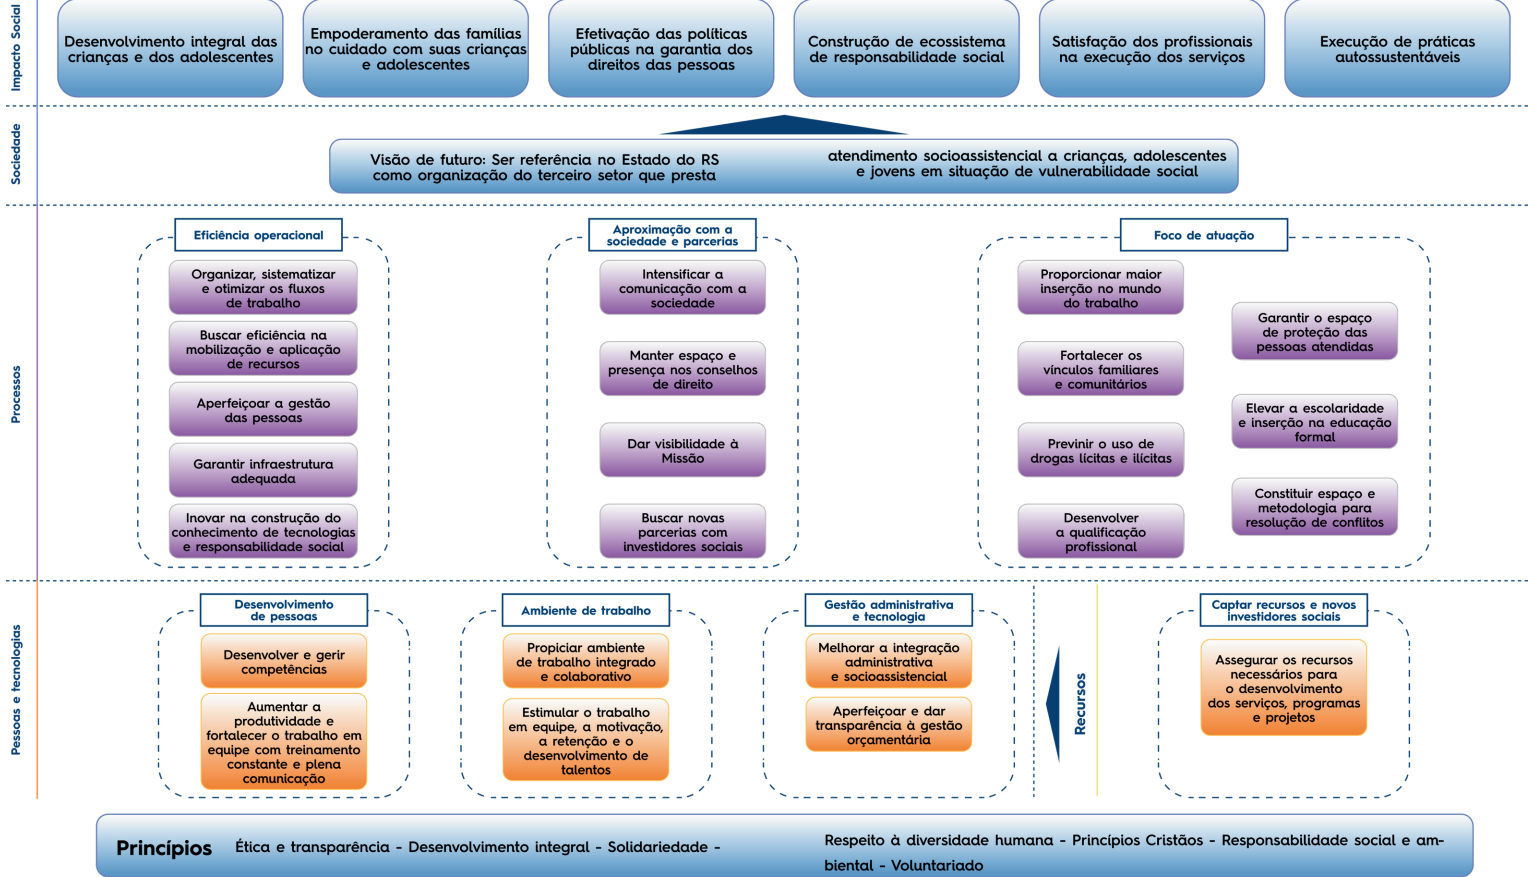 Impacto Social
Desenvolvimento integral das
crianças e dos adolescentes
Empoderamento das famílias
no cuidado com suas crianças
e adolescentes
Efetivação das políticas
públicas na garantia dos
direitos das pessoas
Construção de ecossistema
de responsabilidade social
Satisfação dos profissionais
na execução dos serviços
Execução de práticas
autossustentáveis
Sociedade
Visão de futuro: Ser referência no Estado do RS
como organização do terceiro setor que presta
atendimento socioassistencial a crianças, adolescentes
e jovens em situação de vulnerabilidade social
Processos
Eficiência operacional
Organizar, sistematizar
e otimizar os fluxos
de trabalho
Buscar eficiência na
mobilização e aplicação
de recursos
Aperfeiçoar a gestão
das pessoas
Garantir infraestrutura
adequada
Inovar na construção do
conhecimento de tecnologias
e responsabilidade social
Aproximação com a
sociedade e parcerias
Intensificar a
comunicação com a
sociedade
Manter espaço e
presença nos conselhos
de direito
Dar visibilidade à
Missão
Buscar novas
parcerias com
investidores sociais
Foco de atuação
Proporcionar maior
inserção no mundo
do trabalho
Fortalecer os
vínculos familiares
e comunitários
Previnir o uso de
drogas lícitas e ilícitas
Desenvolver
a qualificação
profissional
Garantir o espaço
de proteção das
pessoas atendidas
Elevar a escolaridade
e inserção na educação
formal
Constituir espaço e
metodologia para
resolução de conflitos
Pessoas e tecnologias
Desenvolvimento
de pessoas
Desenvolver e gerir
competências
Aumentar a
produtividade e
fortalecer o trabalho em
equipe com treinamento
constante e plena
comunicação
Ambiente de trabalho
Propiciar ambiente
de trabalho integrado
e colaborativo
Estimular o trabalho
em equipe, a motivação,
a retenção e o
desenvolvimento de
talentos
Gestão administrativa
e tecnologia
Melhorar a integração
administrativa
e socioassistencial
Aperfeiçoar e dar
transparência à gestão
orçamentária
Recursos
Captar recursos e novos
investidores sociais
Assegurar os recursos
necessários para
o desenvolvimento
dos serviços, programas
e projetos
Princípios
Ética e transparência - Desenvolvimento integral - Solidariedade -
Respeito à diversidade humana - Princípios Cristãos - Responsabilidade social e am-
biental - Voluntariado